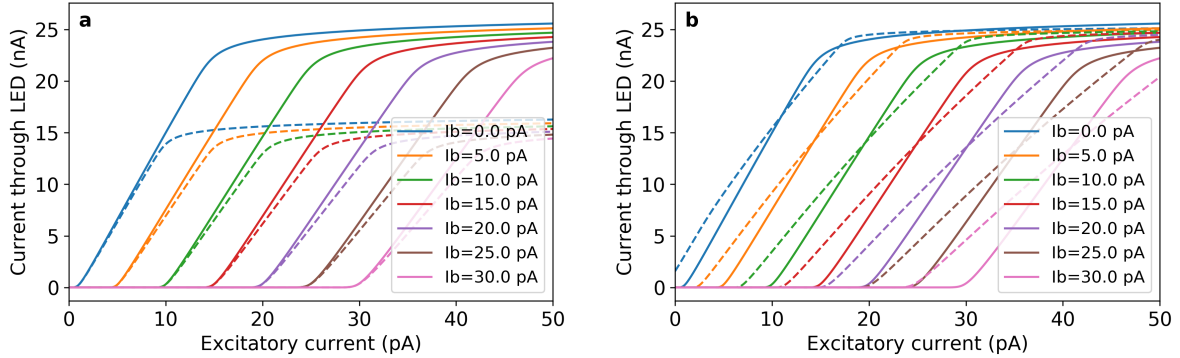 a
25
20
15
10
5
0
Current through LED (nA)
Ib=0.0 pA
Ib=5.0 pA
Ib=10.0 pA
Ib=15.0 pA
Ib=20.0 pA
Ib=25.0 pA
Ib=30.0 pA
0 10 20 30 40 50
Excitatory current (pA)
b
25
20
15
10
5
0
Current through LED (nA)
Ib=0.0 pA
Ib=5.0 pA
Ib=10.0 pA
Ib=15.0 pA
Ib=20.0 pA
Ib=25.0 pA
Ib=30.0 pA
0 10 20 30 40 50
Excitatory current (pA)